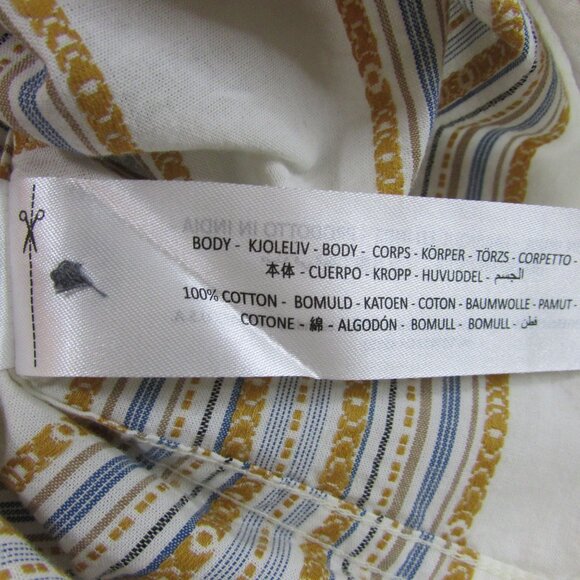 BODY - KJOLELIV - BODY - CORPS - KÖRPER - TÖRZS - CORPETTO -
本体 - CUERPO - KROPP - HUVUDDEL - الجسم
100% COTTON - BOMULD - KATOEN - COTON - BAUMWOLLE - PAMUT -
COTONE - 綿 - ALGODÓN - BOMULL - BOMULL - قطن